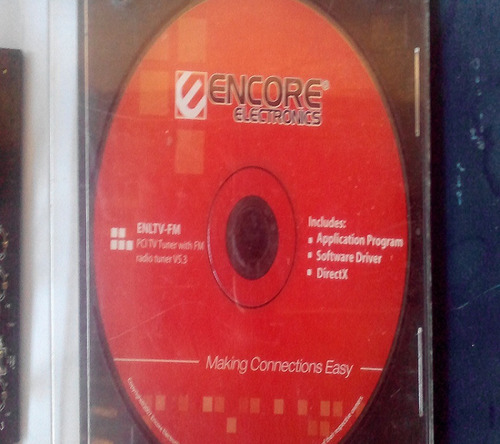 ENCORE®
ELECTRONICS
ENLTV-FM
PCI TV Tuner with FM
radio tuner V5.3
Includes:
Application Program
Software Driver
DirectX
Making Connections Easy